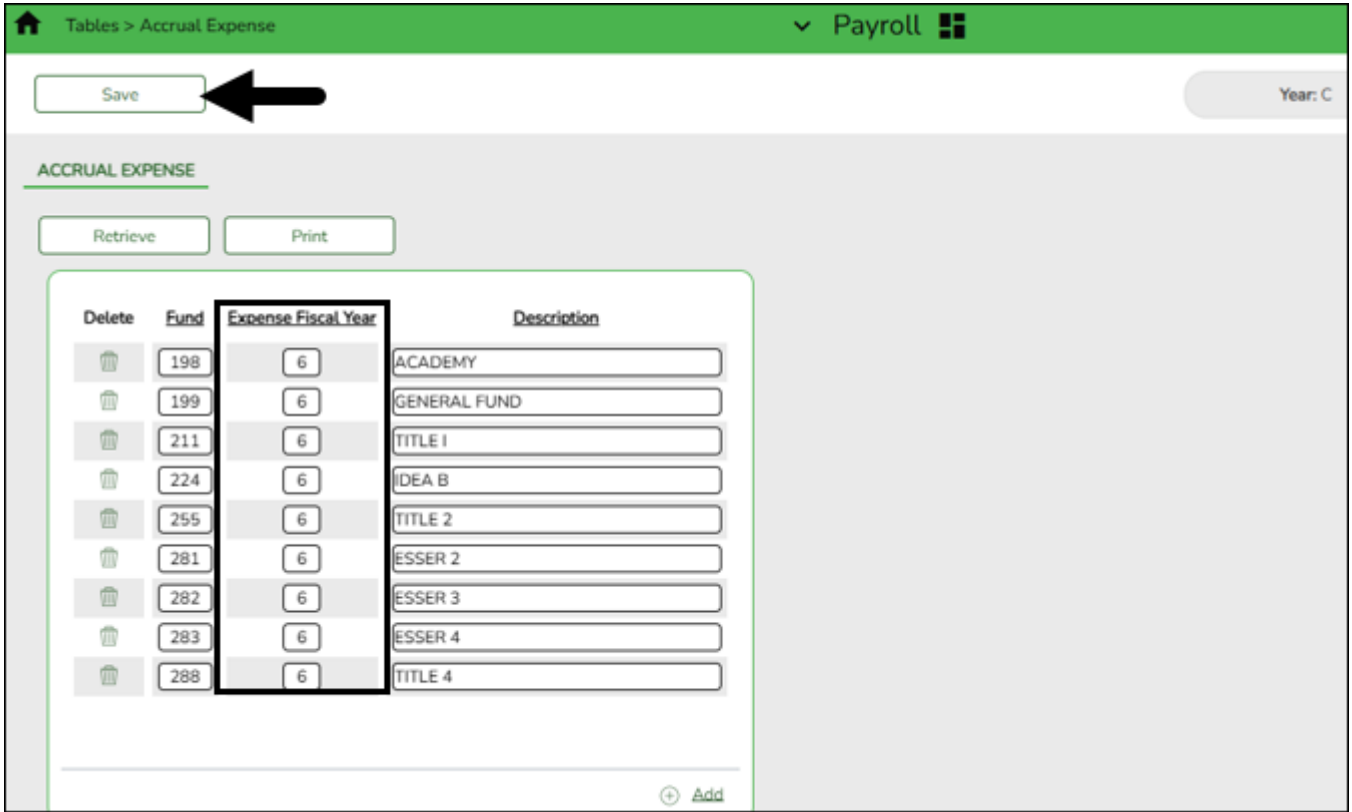 Tables > Accrual Expense
Payroll
Save
Year: C
ACCRUAL EXPENSE
Retrieve Print
Delete Fund Expense Fiscal Year Description
198 6 ACADEMY
199 6 GENERAL FUND
211 6 TITLE I
224 6 IDEA B
255 6 TITLE 2
281 6 ESSER 2
282 6 ESSER 3
283 6 ESSER 4
288 6 TITLE 4
Add